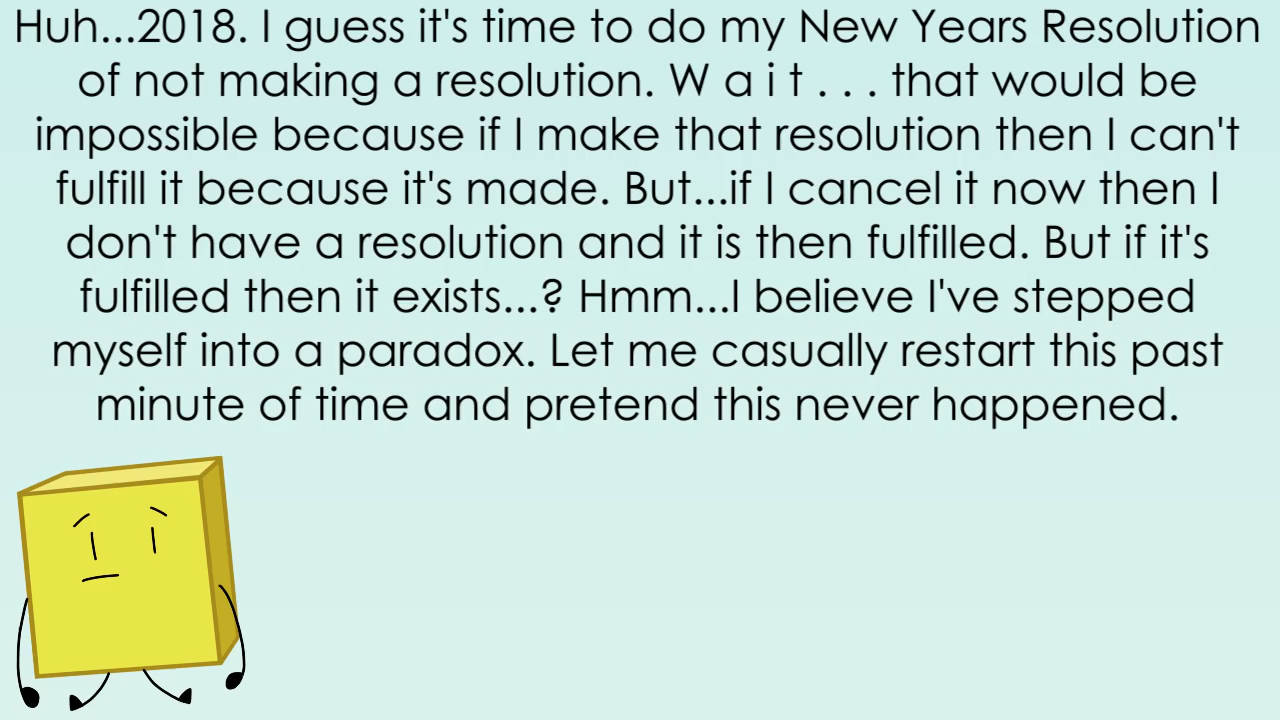 Huh...2018. I guess it's time to do my New Years Resolution
of not making a resolution. W a i t . . . that would be
impossible because if I make that resolution then I can't
fulfill it because it's made. But...if I cancel it now then I
don't have a resolution and it is then fulfilled. But if it's
fulfilled then it exists...? Hmm...I believe I've stepped
myself into a paradox. Let me casually restart this past
minute of time and pretend this never happened.